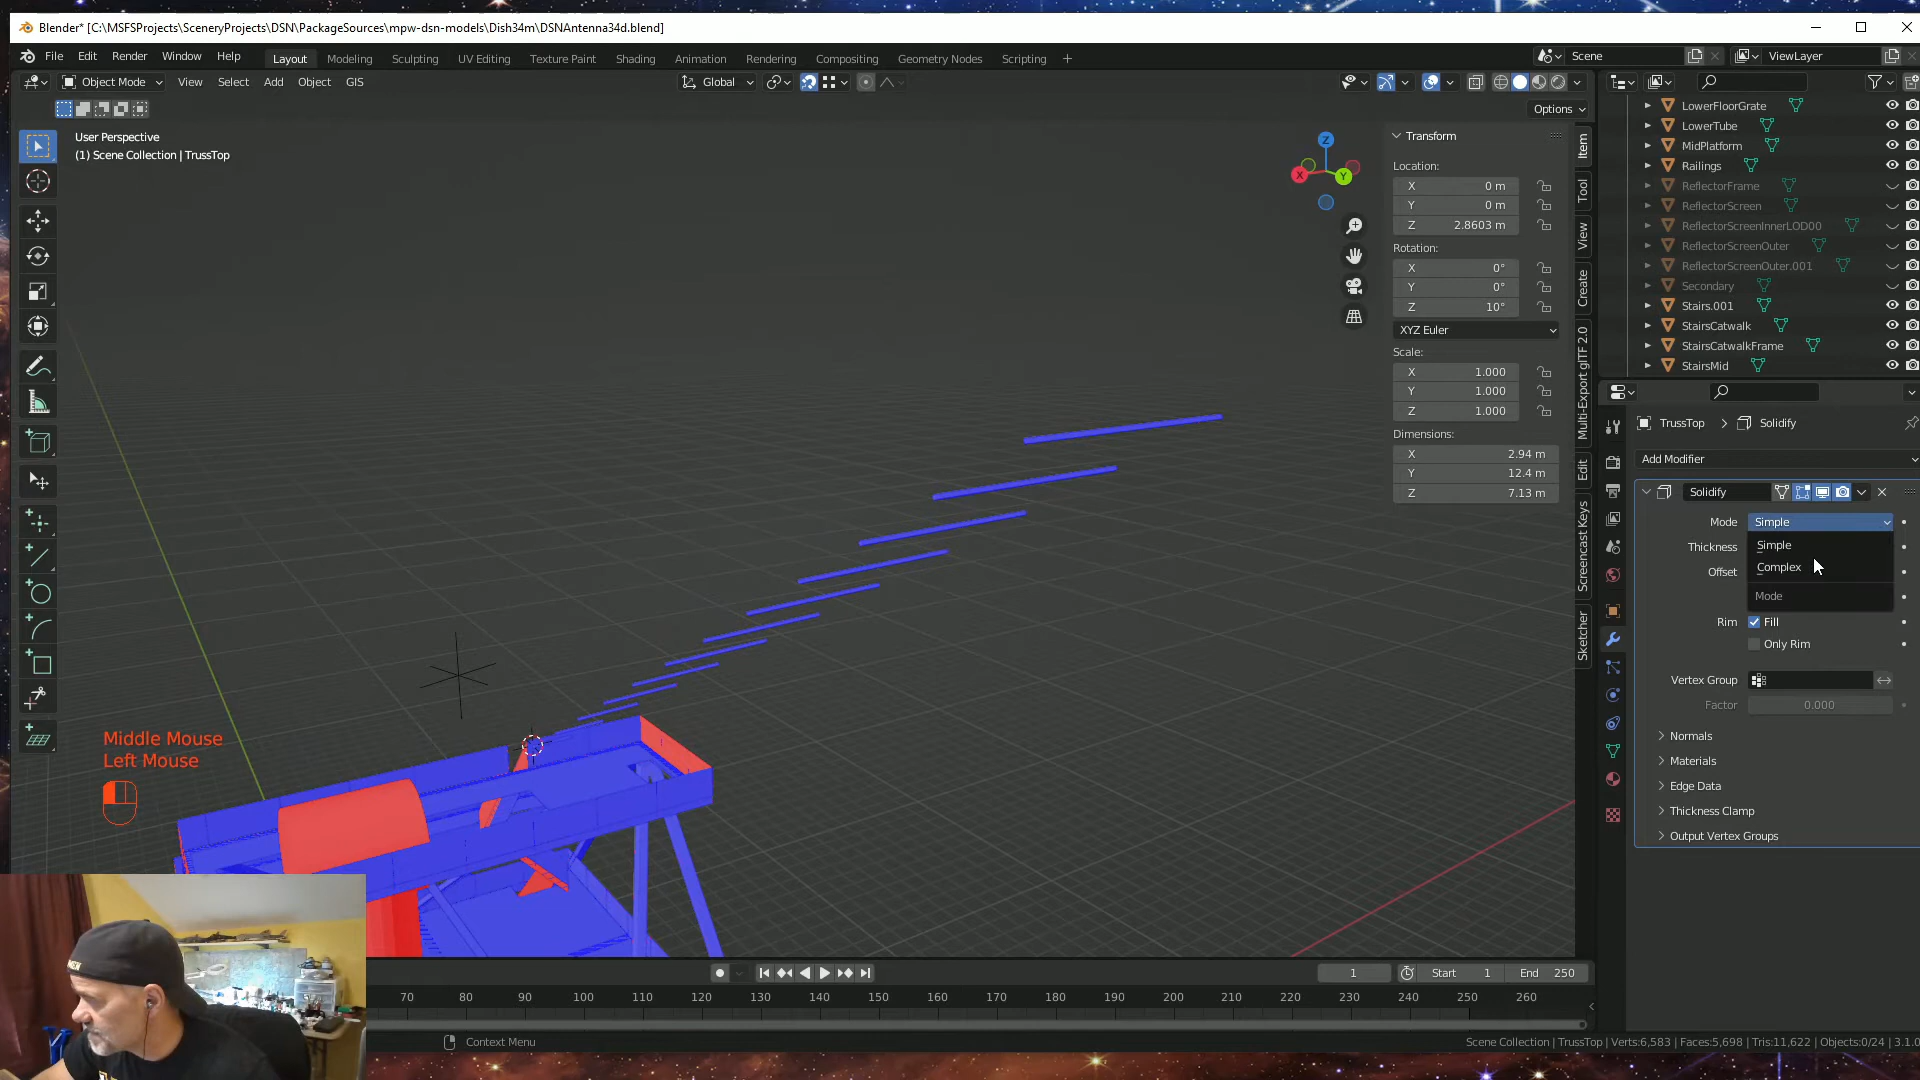 Blender* [C:\MSFSProjects\SceneryProjects\DSN\PackageSources\mpw-dsn-models\Dish34m\DSNAntenna34d.blend]
File Edit Render Window Help Layout Modeling Sculpting UV Editing Texture Paint Shading Animation Rendering Compositing Geometry Nodes Scripting + Scene ViewLayer
Object Mode View Select Add Object GIS Global
Options
User Perspective
(1) Scene Collection | TrussTop
Z
X
Y
Transform
Location:
X 0 m
Y 0 m
Z 2.8603 m
Rotation:
X 0°
Y 0°
Z 10°
XYZ Euler
Scale:
X 1.000
Y 1.000
Z 1.000
Dimensions:
X 2.94 m
Y 12.4 m
Z 7.13 m
Item
Tool
View
Create
Multi-Export glTF 2.0
Edit
Screencast Keys
Sketcher
LowerFloorGrate
LowerTube
MidPlatform
Railings
ReflectorFrame
ReflectorScreen
ReflectorScreenInnerLOD00
ReflectorScreenOuter
ReflectorScreenOuter.001
Secondary
Stairs.001
StairsCatwalk
StairsCatwalkFrame
StairsMid
TrussTop > Solidify
Add Modifier
Solidify
Mode Simple
Simple
Thickness
Complex
Offset
Mode
Rim Fill
Only Rim
Vertex Group
Factor 0.000
Normals
Materials
Edge Data
Thickness Clamp
Output Vertex Groups
Middle Mouse
Left Mouse
1 Start 1 End 250
70 80 90 100 110 120 130 140 150 160 170 180 190 200 210 220 230 240 250 260
Context Menu
Scene Collection | TrussTop | Verts:6,583 | Faces:5,698 | Tris:11,622 | Objects:0/24 | 3.1.0